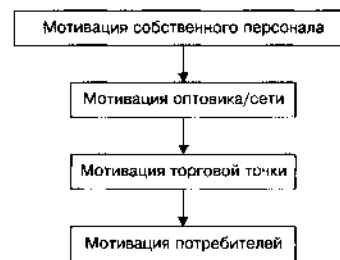 Мотивация собственного персонала
Мотивация оптовика/сети
Мотивация торговой точки
Мотивация потребителей